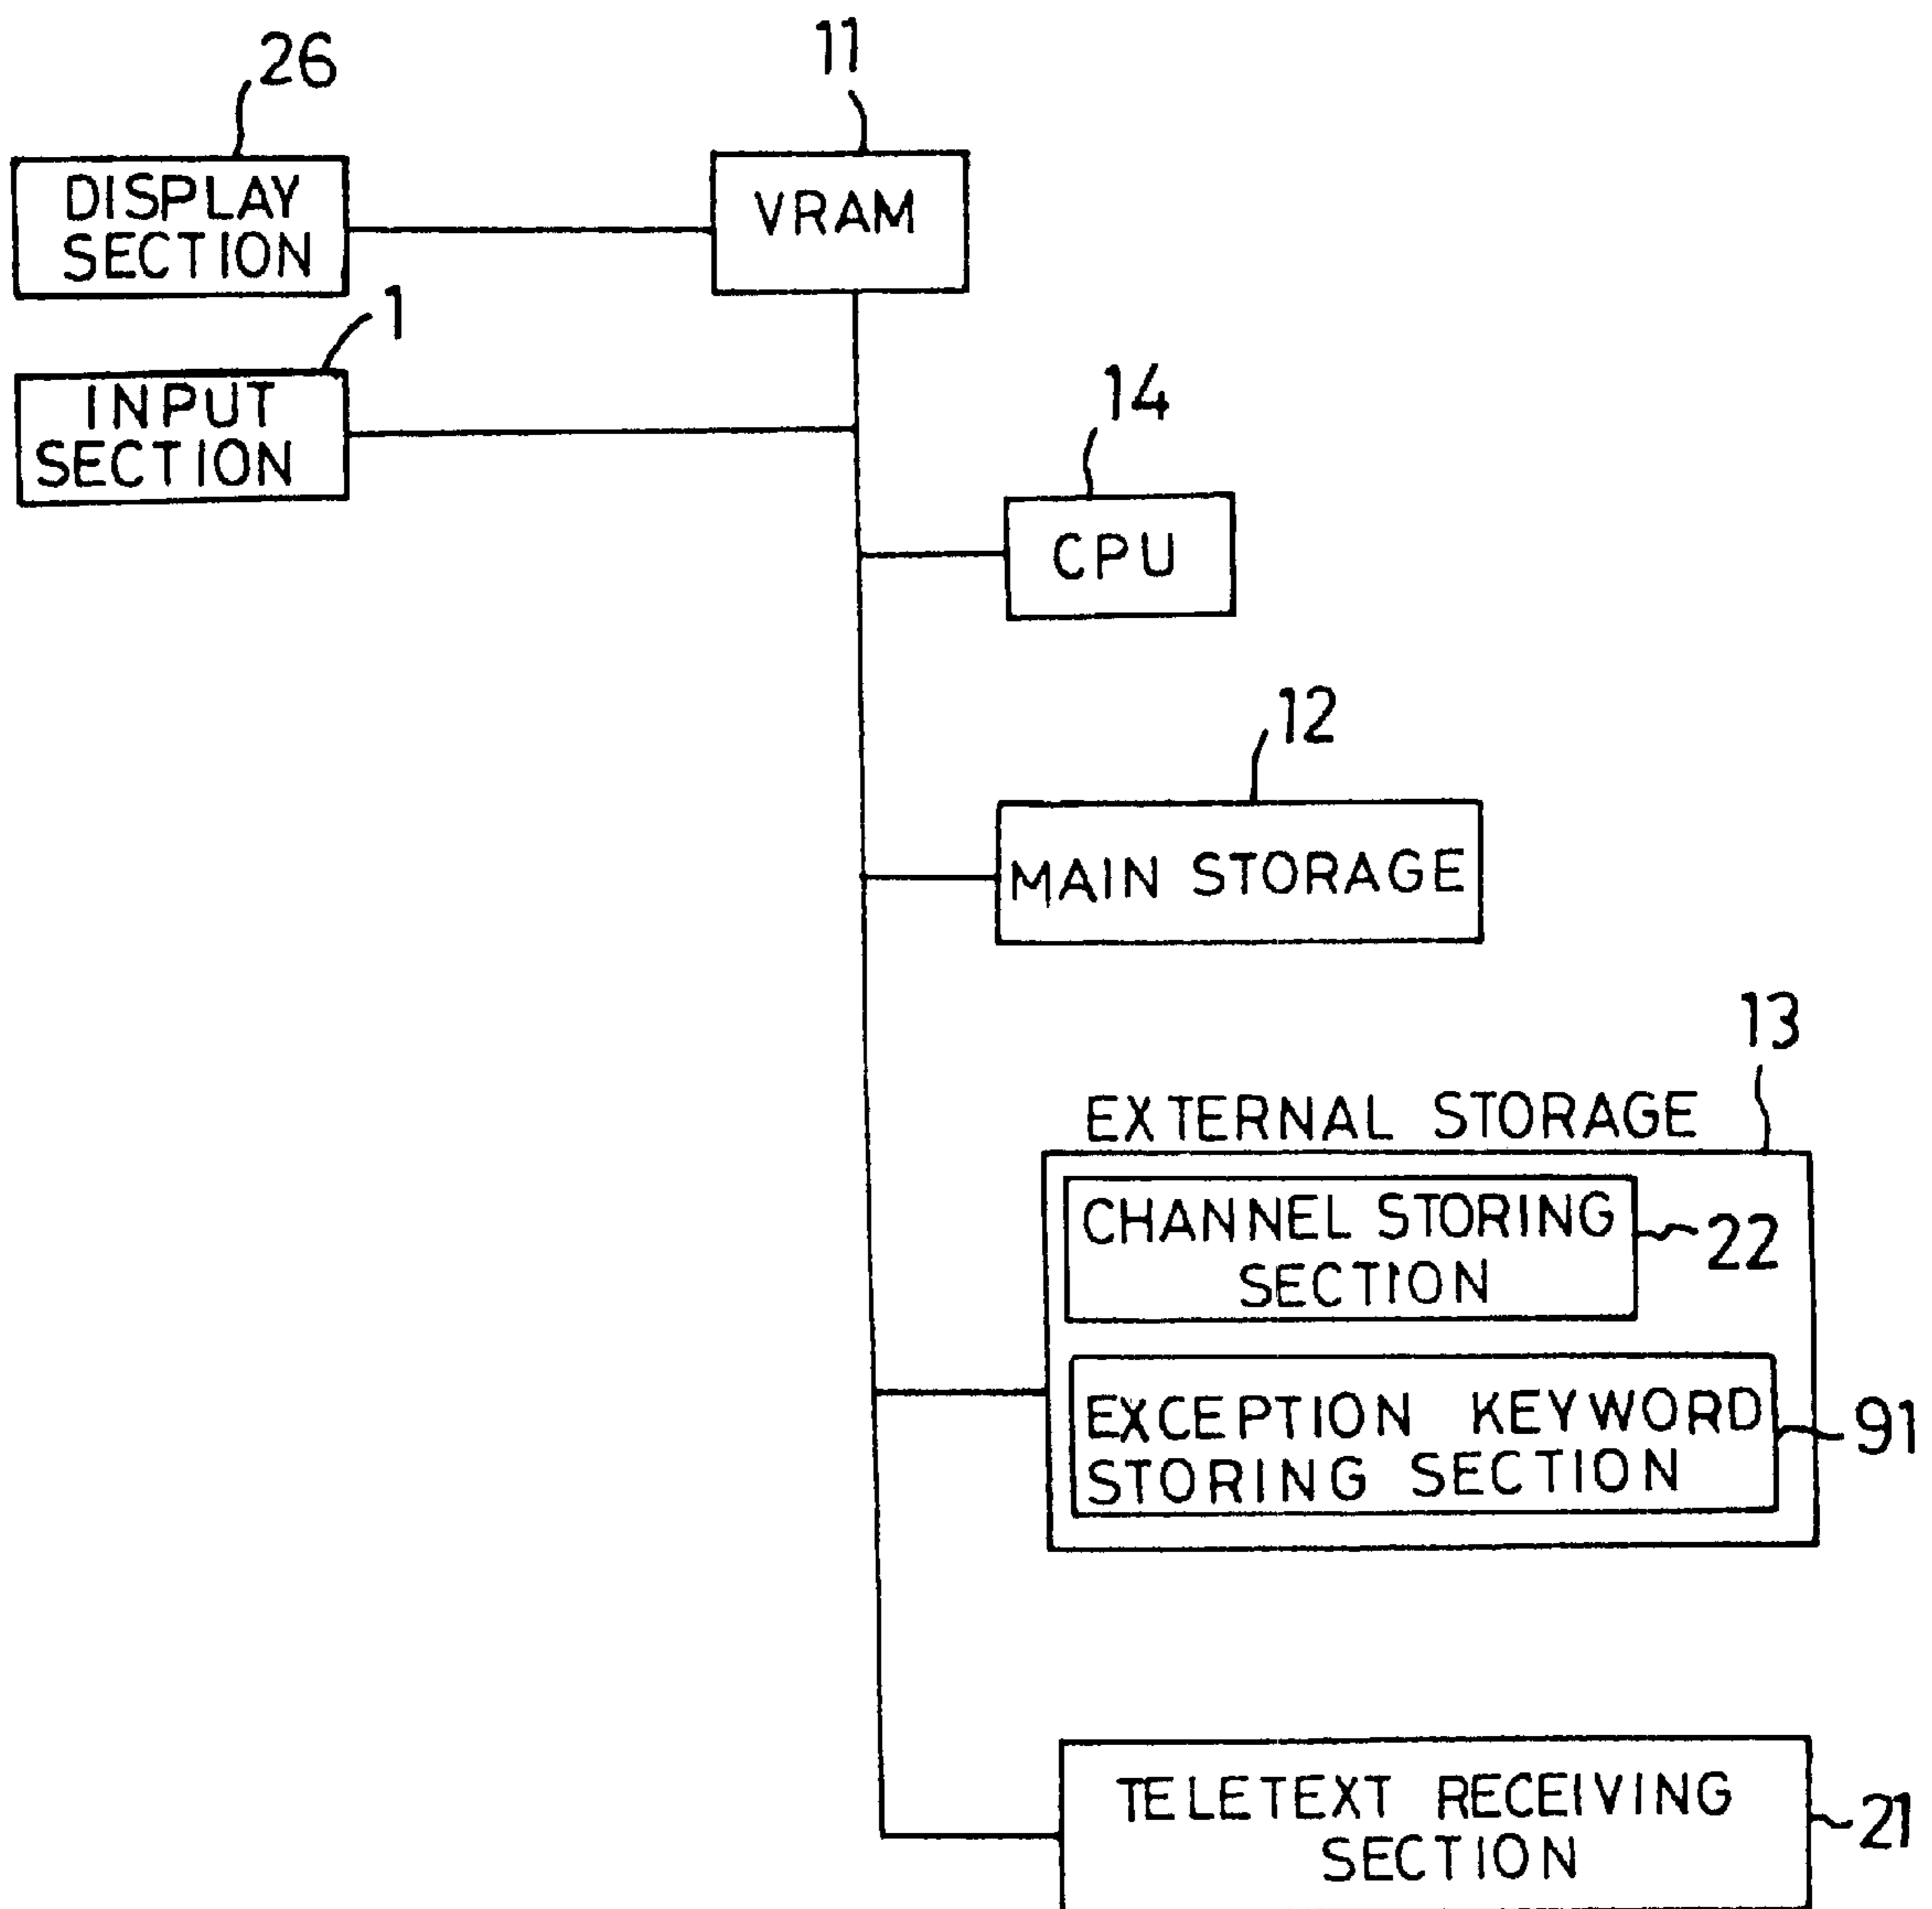 26
11
DISPLAY
SECTION
VRAM
1
INPUT
SECTION
14
CPU
12
MAIN STORAGE
13
EXTERNAL STORAGE
CHANNEL STORING
SECTION
22
EXCEPTION KEYWORD
STORING SECTION
91
TELETEXT RECEIVING
SECTION
21